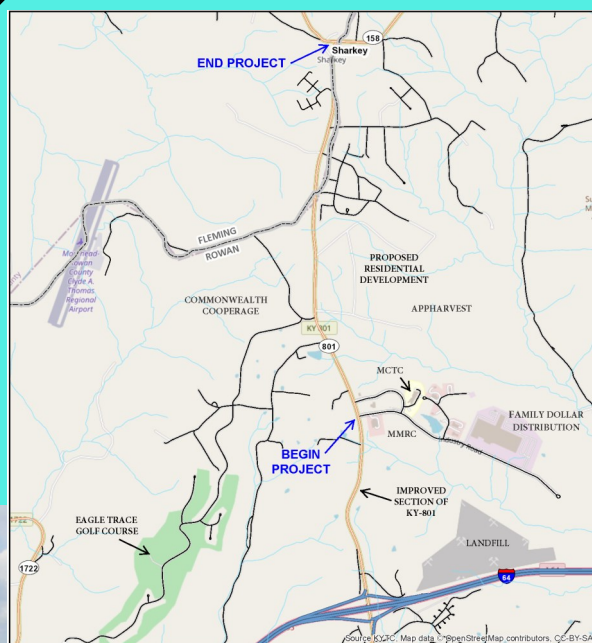 158
END PROJECT
Sharkey
Sharkey
FLEMING
ROWAN
Morehead-
Rowan
County
Clyde A.
Thomas
Regional
Airport
PROPOSED
RESIDENTIAL
DEVELOPMENT
COMMONWEALTH
COOPERAGE
APPHARVEST
KY 801
801
MCTC
FAMILY DOLLAR
DISTRIBUTION
MMRC
BEGIN
PROJECT
IMPROVED
SECTION OF
KY-801
EAGLE TRACE
GOLF COURSE
LANDFILL
1722
64
Source KYTC, Map data © OpenStreetMap contributors, CC-BY-SA